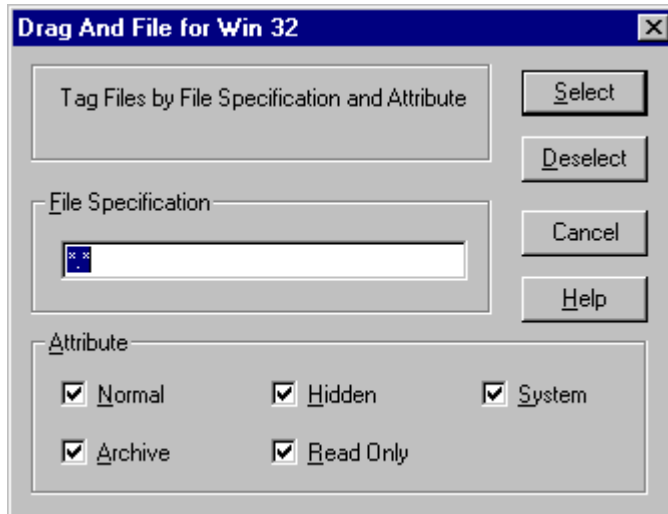 Drag And File for Win 32
Tag Files by File Specification and Attribute
Select
Deselect
File Specification
*.*
Cancel
Help
Attribute
Normal Hidden System
Archive Read Only